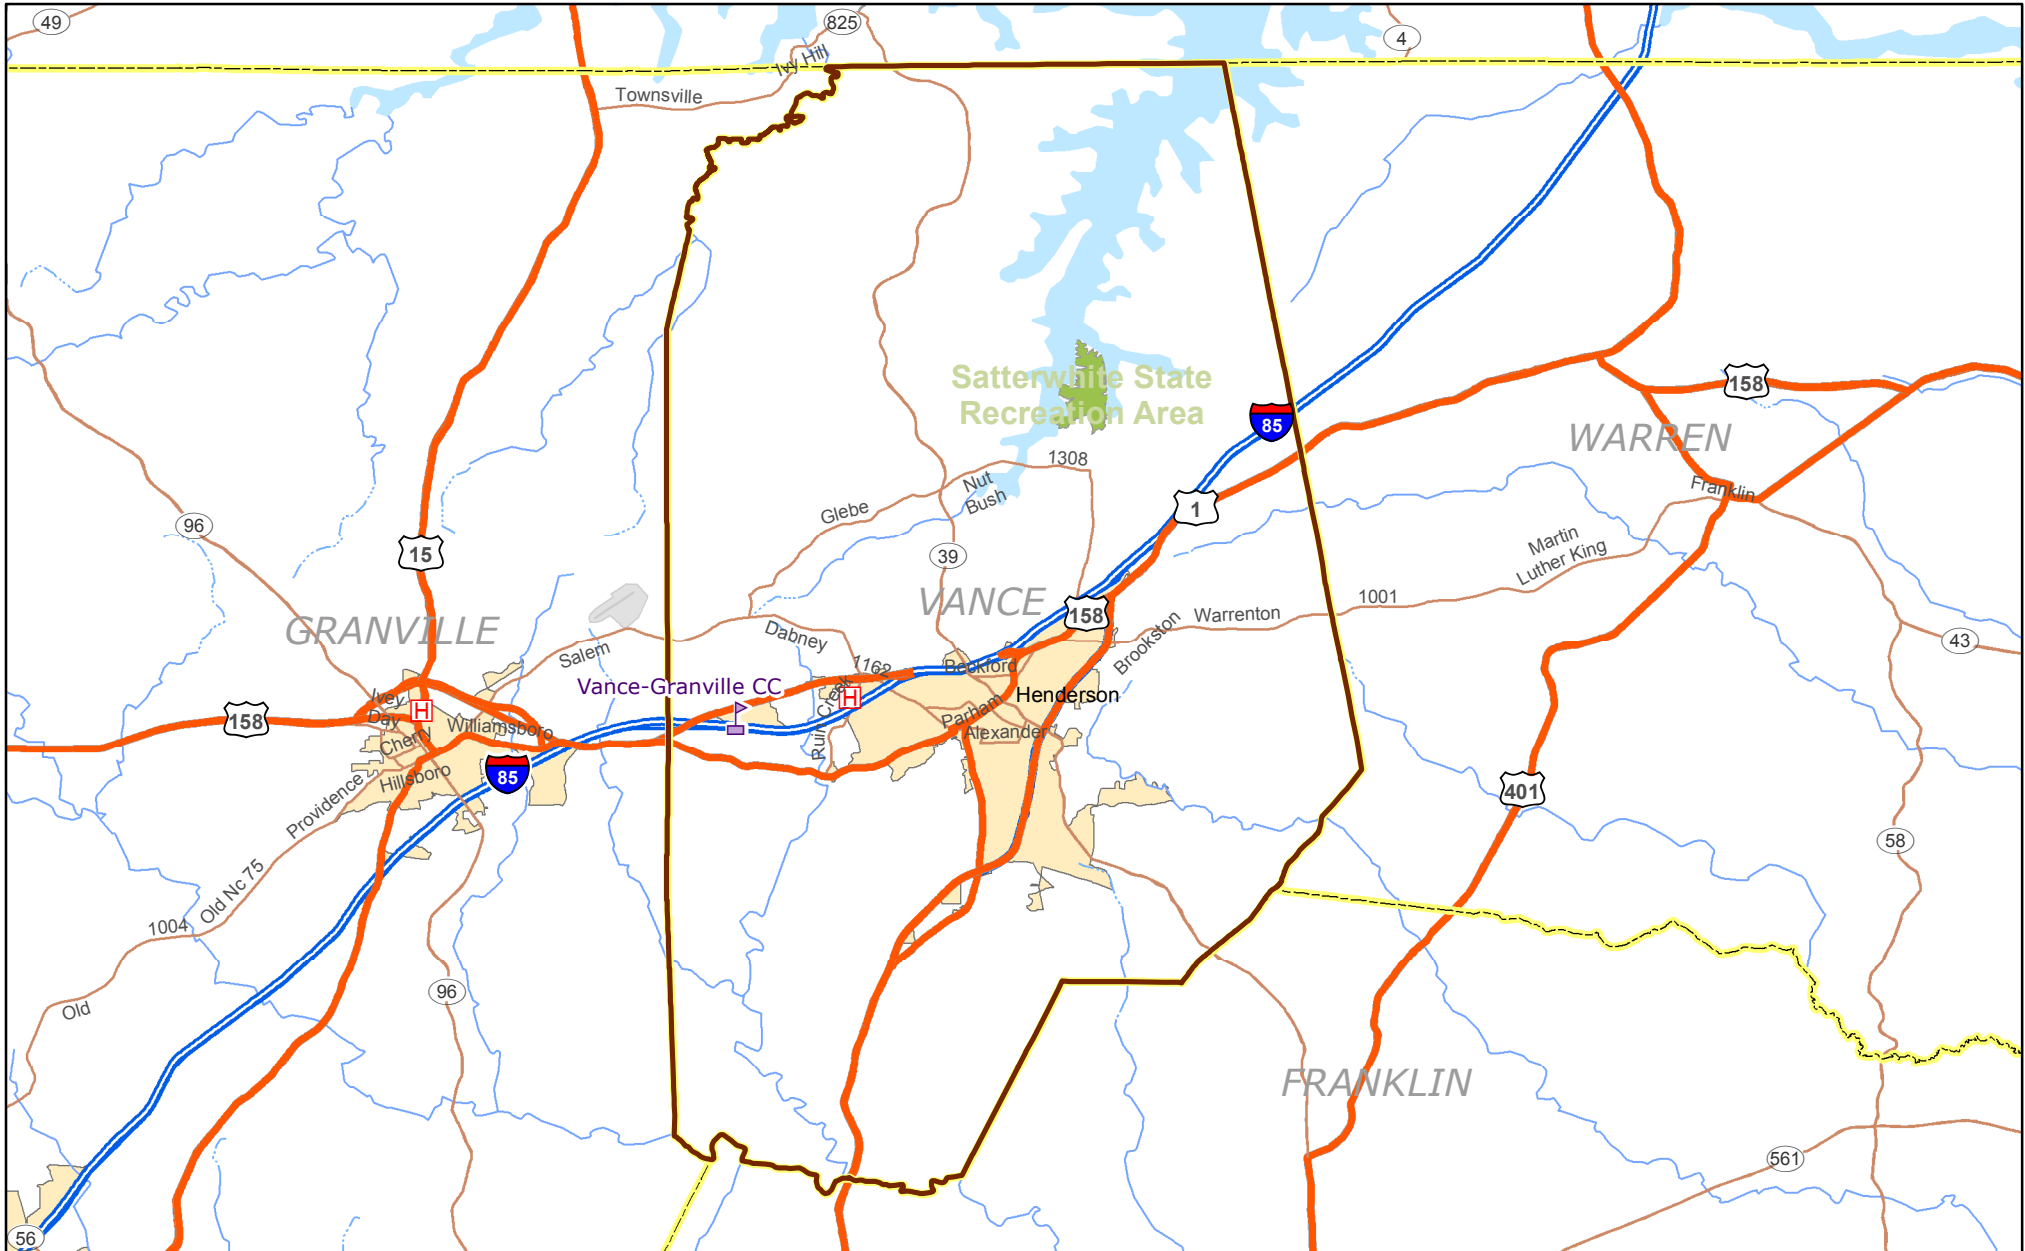 49
825
4
Ivy Hill
Townsville
Satterwhite State
Recreation Area
158
85
WARREN
1308
Nut
Bush
Franklin
Glebe
1
96
Martin
Luther King
15
39
VANCE
158
1001
Warrenton
GRANVILLE
Dabney
Brookston
43
Salem
1162
Beckford
Vance-Granville CC
H
Henderson
Ivey
H
Day
158
Williamsboro
Parham
Ruin Creek
Alexander
Cherry
85
Hillsboro
401
Providence
58
Old Nc 75
1004
96
Old
FRANKLIN
561
56